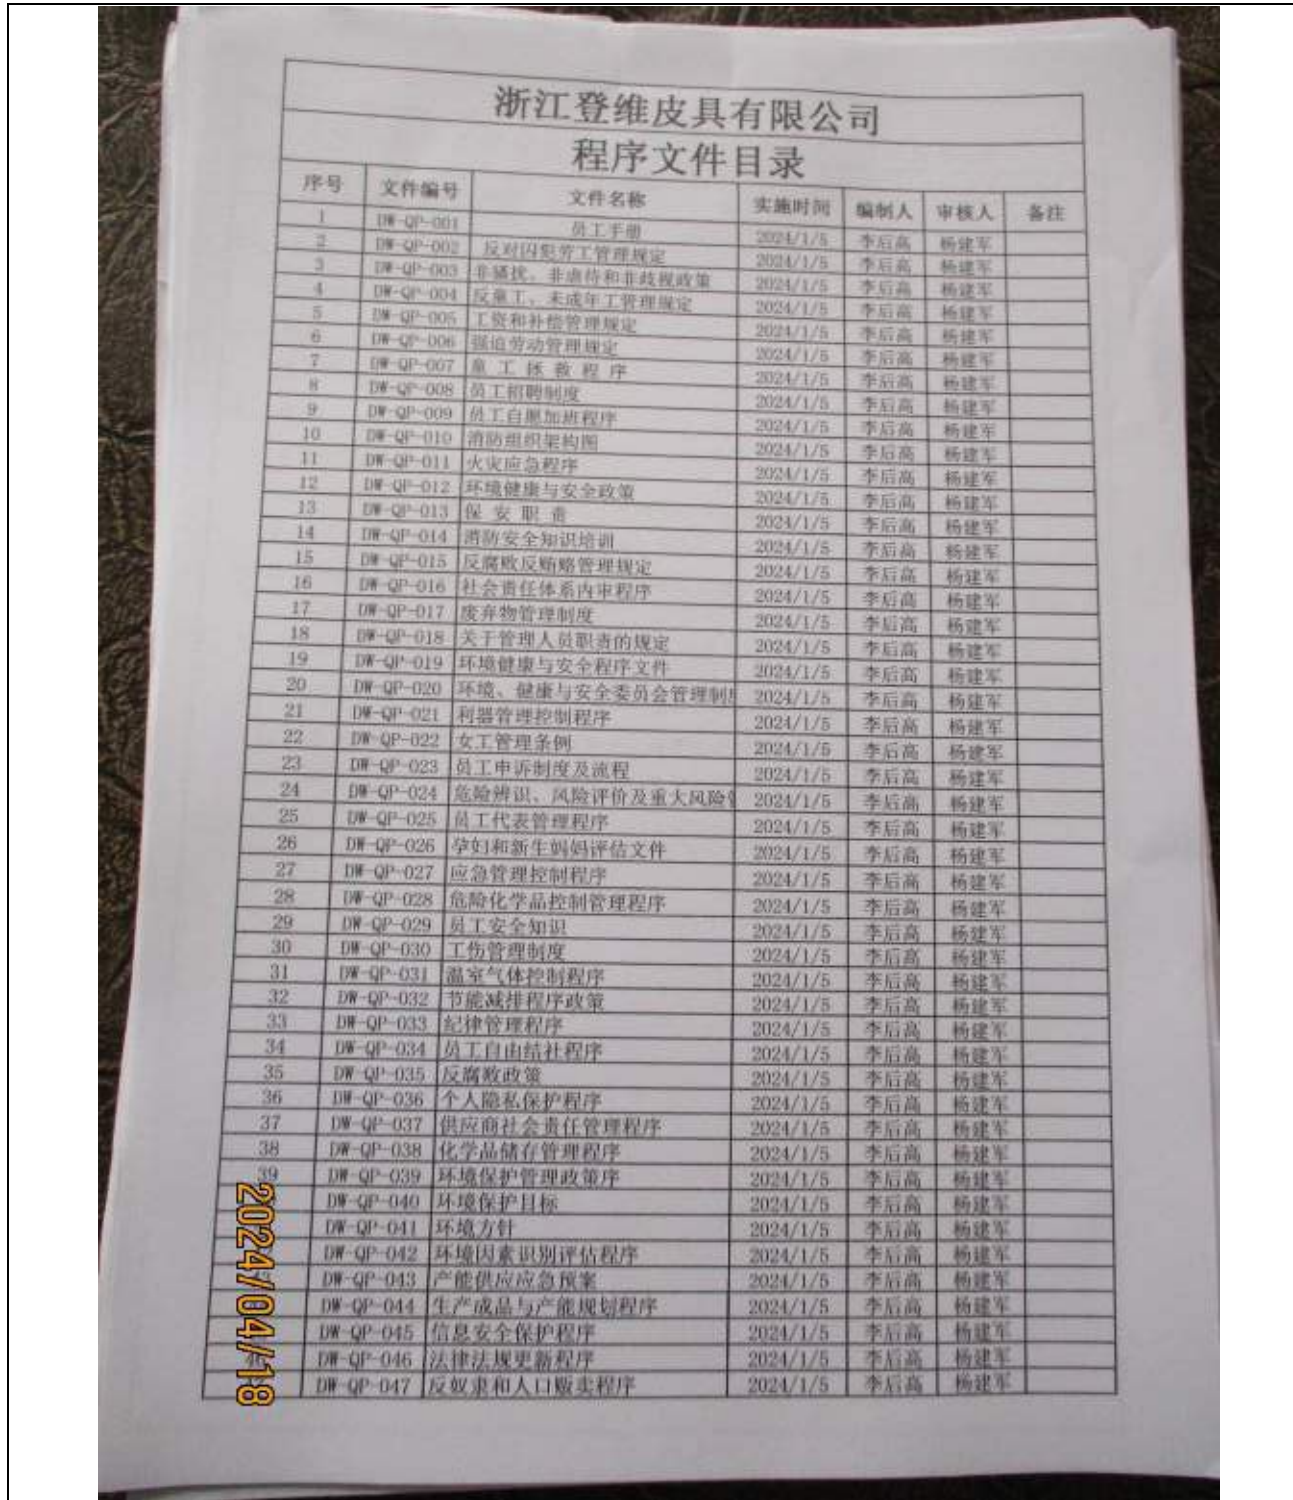 浙江登维皮具有限公司
程序文件目录
序号 文件编号 文件名称 实施时间 编制人 审核人 备注
1 DW-QP-001 员工手册 2024/1/5 李后高 杨建军
2 DW-QP-002 反对囚犯劳工管理规定 2024/1/5 李后高 杨建军
3 DW-QP-003 非骚扰、非虐待和非歧视政策 2024/1/5 李后高 杨建军
4 DW-QP-004 反童工、未成年工管理规定 2024/1/5 李后高 杨建军
5 DW-QP-005 工资和补偿管理规定 2024/1/5 李后高 杨建军
6 DW-QP-006 强迫劳动管理规定 2024/1/5 李后高 杨建军
7 DW-QP-007 童工拯救程序 2024/1/5 李后高 杨建军
8 DW-QP-008 员工招聘制度 2024/1/5 李后高 杨建军
9 DW-QP-009 员工自愿加班程序 2024/1/5 李后高 杨建军
10 DW-QP-010 消防组织架构图 2024/1/5 李后高 杨建军
11 DW-QP-011 火灾应急程序 2024/1/5 李后高 杨建军
12 DW-QP-012 环境健康与安全政策 2024/1/5 李后高 杨建军
13 DW-QP-013 保安职责 2024/1/5 李后高 杨建军
14 DW-QP-014 消防安全知识培训 2024/1/5 李后高 杨建军
15 DW-QP-015 反腐败反贿赂管理规定 2024/1/5 李后高 杨建军
16 DW-QP-016 社会责任体系内审程序 2024/1/5 李后高 杨建军
17 DW-QP-017 废弃物管理制度 2024/1/5 李后高 杨建军
18 DW-QP-018 关于管理人员职责的规定 2024/1/5 李后高 杨建军
19 DW-QP-019 环境健康与安全程序文件 2024/1/5 李后高 杨建军
20 DW-QP-020 环境、健康与安全委员会管理制 2024/1/5 李后高 杨建军
21 DW-QP-021 利器管理控制程序 2024/1/5 李后高 杨建军
22 DW-QP-022 女工管理条例 2024/1/5 李后高 杨建军
23 DW-QP-023 员工申诉制度及流程 2024/1/5 李后高 杨建军
24 DW-QP-024 危险辨识、风险评价及重大风险 2024/1/5 李后高 杨建军
25 DW-QP-025 员工代表管理程序 2024/1/5 李后高 杨建军
26 DW-QP-026 孕妇和新生妈妈评估文件 2024/1/5 李后高 杨建军
27 DW-QP-027 应急管理控制程序 2024/1/5 李后高 杨建军
28 DW-QP-028 危险化学品控制管理程序 2024/1/5 李后高 杨建军
29 DW-QP-029 员工安全知识 2024/1/5 李后高 杨建军
30 DW-QP-030 工伤管理制度 2024/1/5 李后高 杨建军
31 DW-QP-031 温室气体控制程序 2024/1/5 李后高 杨建军
32 DW-QP-032 节能减排程序政策 2024/1/5 李后高 杨建军
33 DW-QP-033 纪律管理程序 2024/1/5 李后高 杨建军
34 DW-QP-034 员工自由结社程序 2024/1/5 李后高 杨建军
35 DW-QP-035 反腐败政策 2024/1/5 李后高 杨建军
36 DW-QP-036 个人隐私保护程序 2024/1/5 李后高 杨建军
37 DW-QP-037 供应商社会责任管理程序 2024/1/5 李后高 杨建军
38 DW-QP-038 化学品储存管理程序 2024/1/5 李后高 杨建军
39 DW-QP-039 环境保护管理政策序 2024/1/5 李后高 杨建军
DW-QP-040 环境保护目标 2024/1/5 李后高 杨建军
DW-QP-041 环境方针 2024/1/5 李后高 杨建军
DW-QP-042 环境因素识别评估程序 2024/1/5 李后高 杨建军
DW-QP-043 产能供应应急预案 2024/1/5 李后高 杨建军
DW-QP-044 生产成品与产能规划程序 2024/1/5 李后高 杨建军
DW-QP-045 信息安全保护程序 2024/1/5 李后高 杨建军
46 DW-QP-046 法律法规更新程序 2024/1/5 李后高 杨建军
DW-QP-047 反奴隶和人口贩卖程序 2024/1/5 李后高 杨建军
2024/04/18